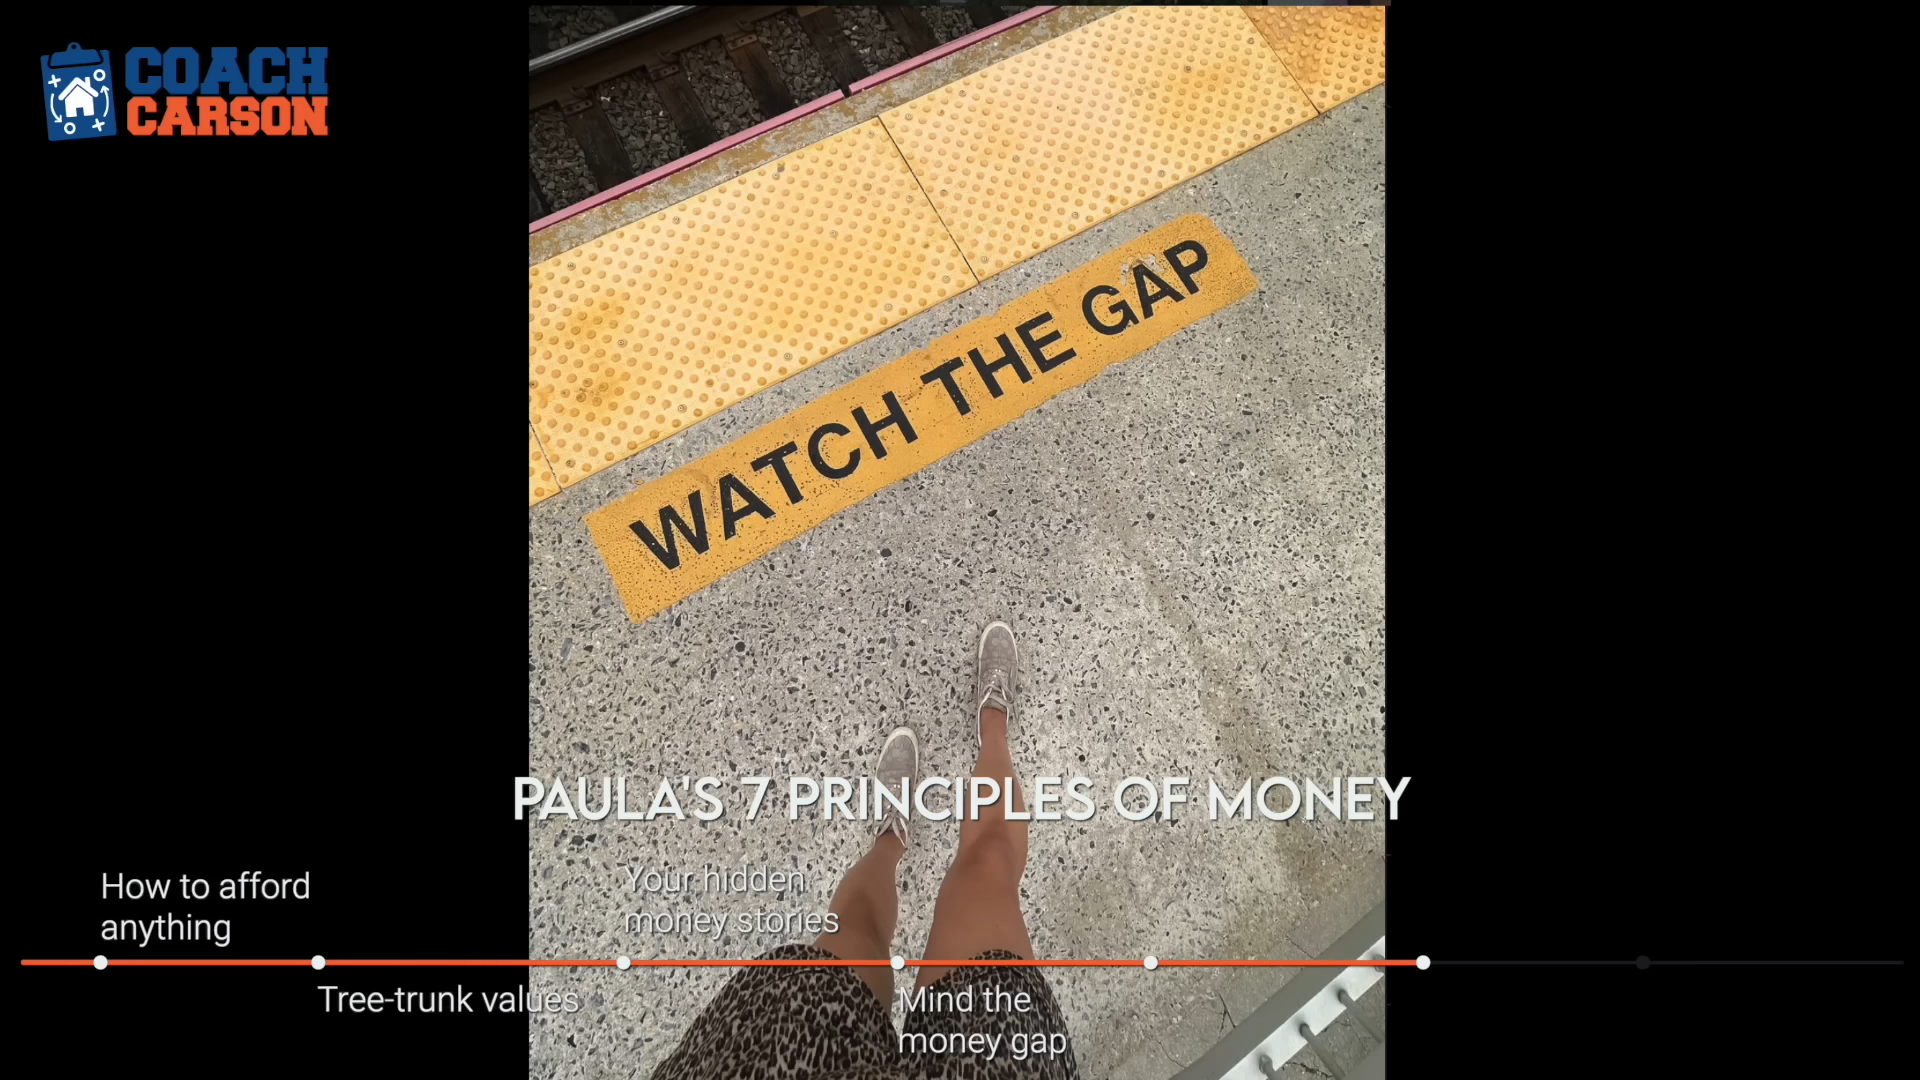 COACH
CARSON
WATCH THE GAP
PAULA'S 7 PRINCIPLES OF MONEY
How to afford
anything
Your hidden
money stories
Tree-trunk values
Mind the
money gap